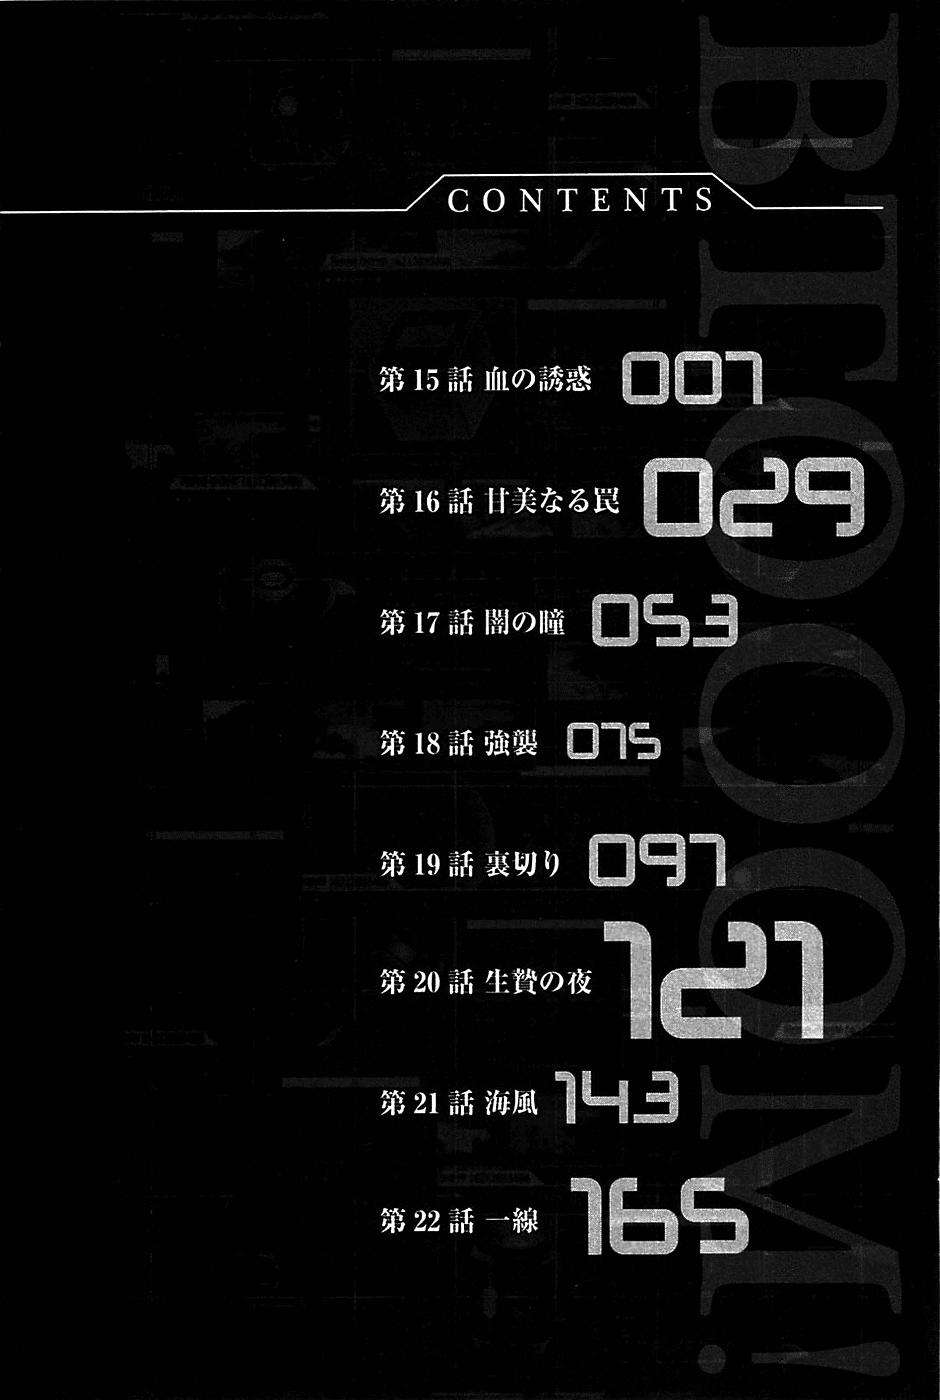 CONTENTS
第15話 血の誘惑 007
第16話 甘美なる罠 029
第17話 闇の瞳 053
第18話 強襲 075
第19話 裏切り 097
第20話 生贄の夜 121
第21話 海風 143
第22話 一線 165
BTOOOM!